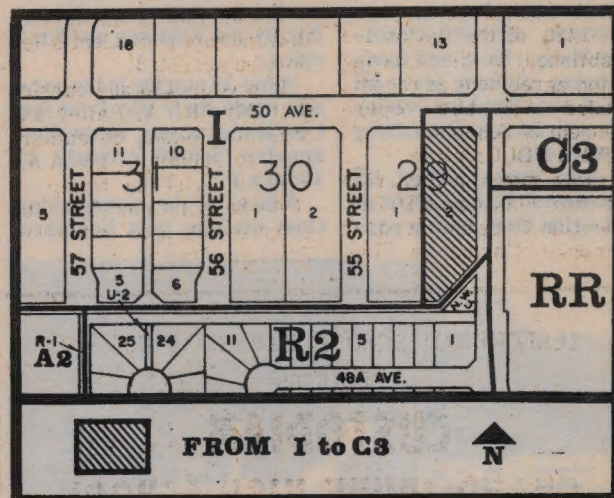 18 13 1
50 AVE.
I
C3
11 10
31 30 29
5 1 2 1 2
57 STREET
56 STREET
55 STREET
5 U-2 6
N.W.
RR
R-1
A2
25 24 11 R2 5 1
48A AVE.
FROM I to C3
N